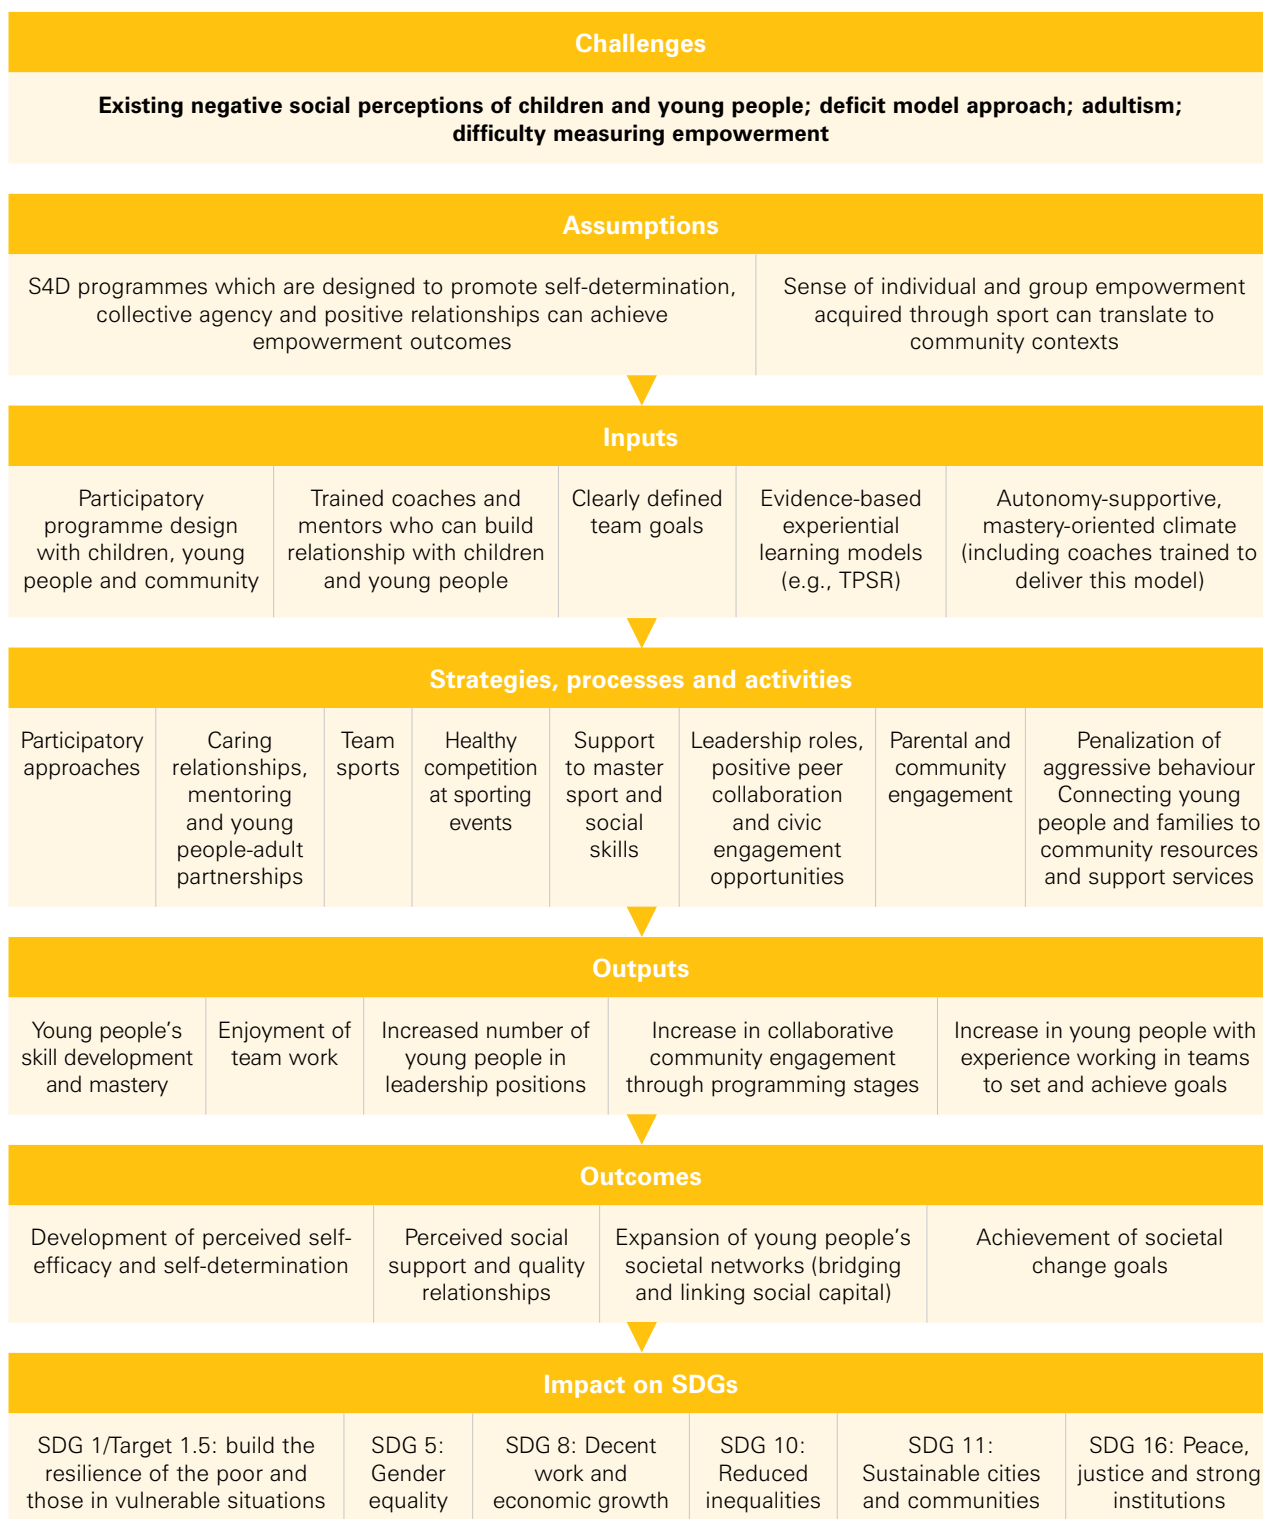 Challenges
Existing negative social perceptions of children and young people; deficit model approach; adultism;
difficulty measuring empowerment
Assumptions
S4D programmes which are designed to promote self-determination,
collective agency and positive relationships can achieve
empowerment outcomes
Sense of individual and group empowerment
acquired through sport can translate to
community contexts
Inputs
Participatory
programme design
with children, young
people and community
Trained coaches and
mentors who can build
relationship with children
and young people
Clearly defined
team goals
Evidence-based
experiential
learning models
(e.g., TPSR)
Autonomy-supportive,
mastery-oriented climate
(including coaches trained to
deliver this model)
Strategies, processes and activities
Participatory
approaches
Caring
relationships,
mentoring
and young
people-adult
partnerships
Team
sports
Healthy
competition
at sporting
events
Support
to master
sport and
social
skills
Leadership roles,
positive peer
collaboration
and civic
engagement
opportunities
Parental and
community
engagement
Penalization of
aggressive behaviour
Connecting young
people and families to
community resources
and support services
Outputs
Young people's
skill development
and mastery
Enjoyment of
team work
Increased number of
young people in
leadership positions
Increase in collaborative
community engagement
through programming stages
Increase in young people with
experience working in teams
to set and achieve goals
Outcomes
Development of perceived self-
efficacy and self-determination
Perceived social
support and quality
relationships
Expansion of young people's
societal networks (bridging
and linking social capital)
Achievement of societal
change goals
Impact on SDGs
SDG 1/Target 1.5: build the
resilience of the poor and
those in vulnerable situations
SDG 5:
Gender
equality
SDG 8: Decent
work and
economic growth
SDG 10:
Reduced
inequalities
SDG 11:
Sustainable cities
and communities
SDG 16: Peace,
justice and strong
institutions